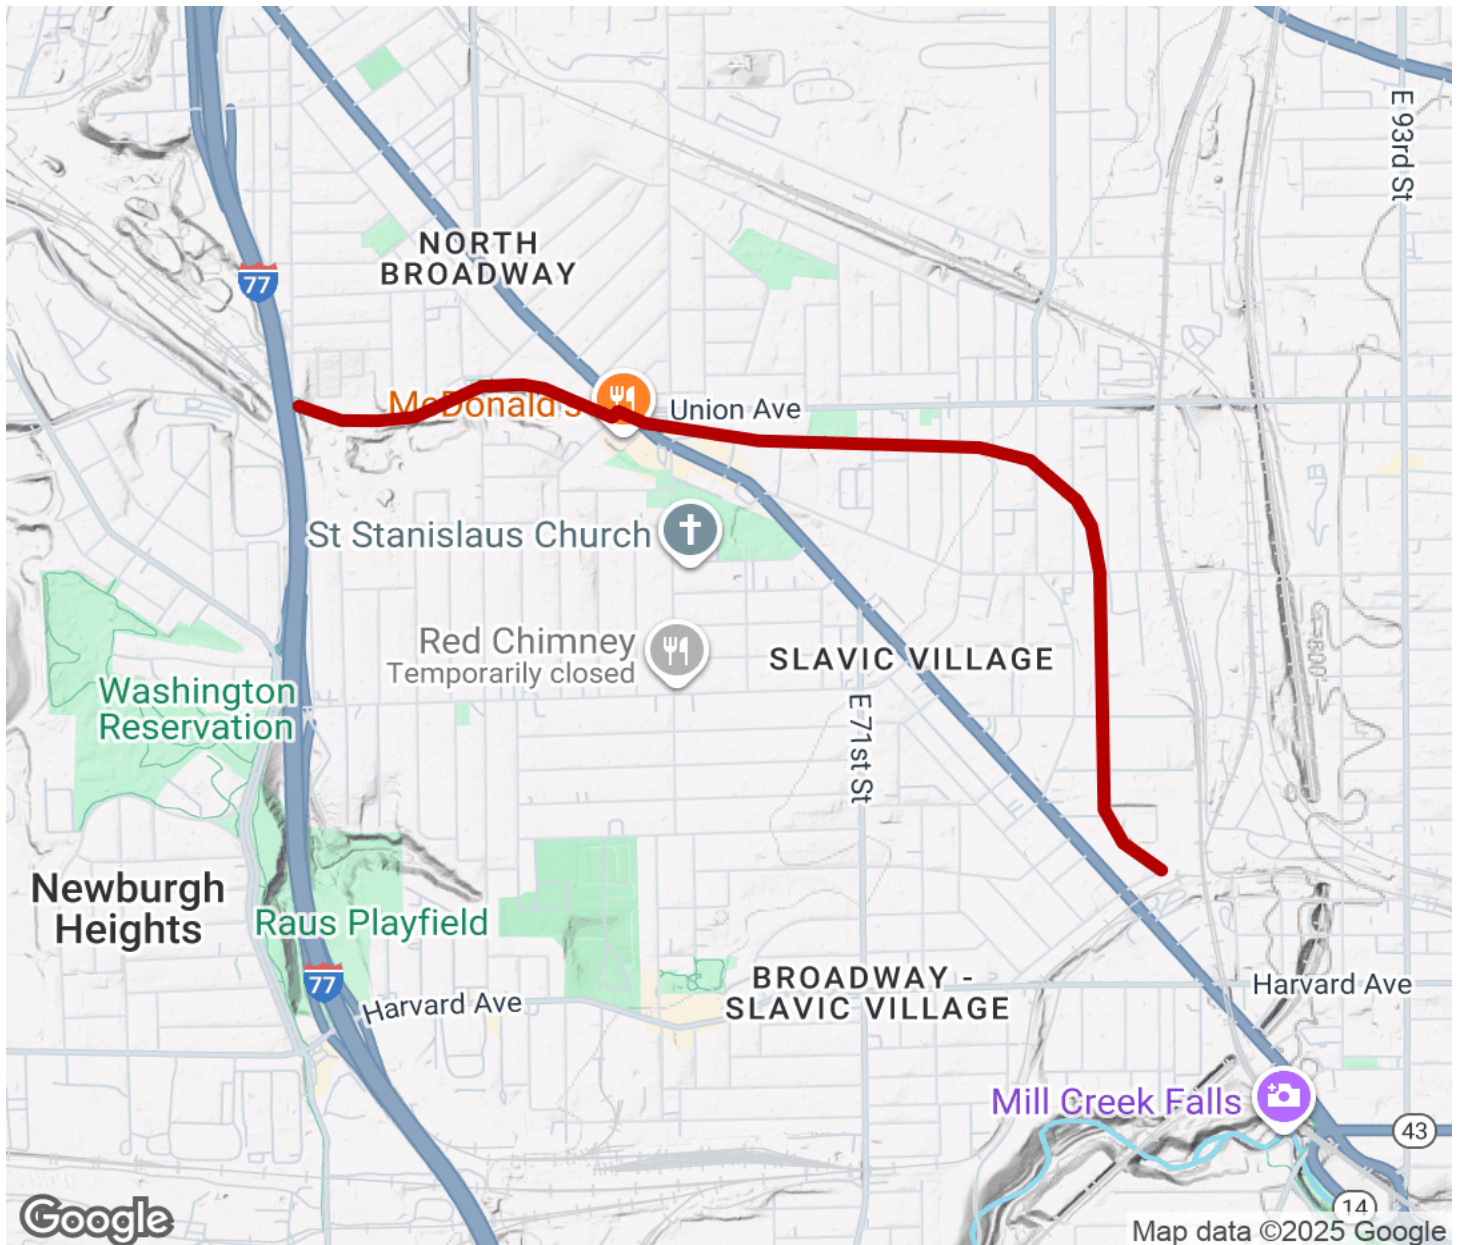 E 93rd St
NORTH
BROADWAY
77
McDonald's
Union Ave
St Stanislaus Church
Red Chimney
Temporarily closed
SLAVIC VILLAGE
Washington
Reservation
E 71st St
Newburgh
Heights
Raus Playfield
77
Harvard Ave
BROADWAY -
SLAVIC VILLAGE
Harvard Ave
Mill Creek Falls
43
14
Google
Map data ©2025 Google